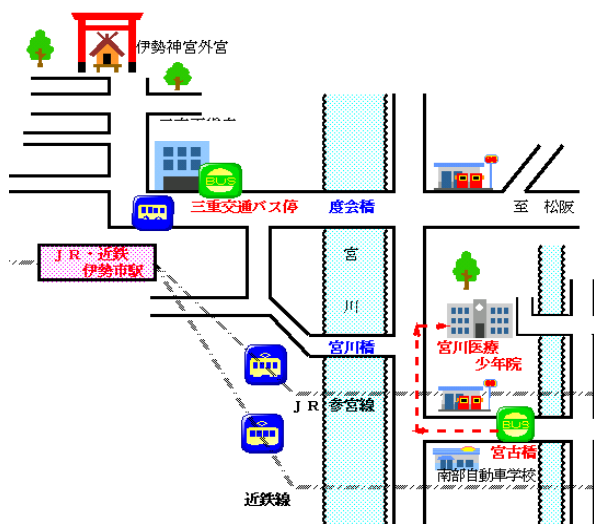 伊勢神宮外宮
BUS
三重交通バス停
度会橋
至 松阪
JR・近鉄
伊勢市駅
宮
川
宮川橋
宮川医療
少年院
JR参宮線
BUS
宮古橋
南部自動車学校
近鉄線